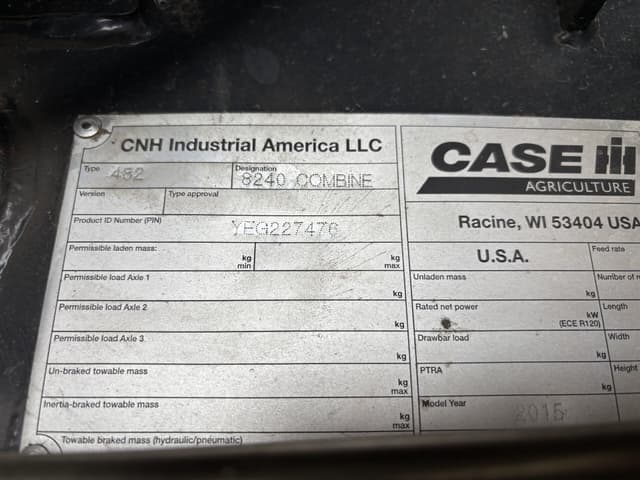 CNH Industrial America LLC
Type 482
Designation 8240 COMBINE
Version
Type approval
Product ID Number (PIN) YEG227476
Permissible laden mass: kg min kg max
Permissible load Axle 1 kg
Permissible load Axle 2 kg
Permissible load Axle 3 kg
Un-braked towable mass kg max
Inertia-braked towable mass kg max
Towable braked mass (hydraulic/pneumatic)
CASE IH
AGRICULTURE
Racine, WI 53404 USA
U.S.A.
Feed rate
Unladen mass kg
Number of
Rated net power kW (ECE R120)
Length
Drawbar load kg
Width
PTRA kg
Height
Model Year 2015